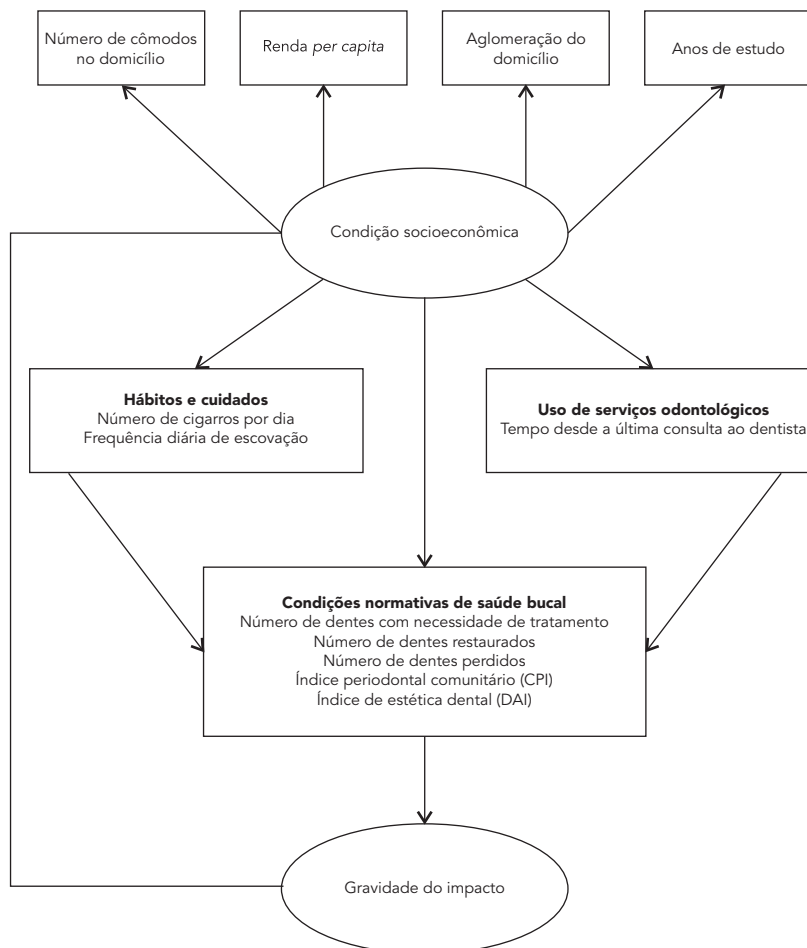 Número de cômodos
no domicílio
Renda per capita
Aglomeração do
domicílio
Anos de estudo
Condição socioeconômica
Hábitos e cuidados
Número de cigarros por dia
Frequência diária de escovação
Uso de serviços odontológicos
Tempo desde a última consulta ao dentista
Condições normativas de saúde bucal
Número de dentes com necessidade de tratamento
Número de dentes restaurados
Número de dentes perdidos
Índice periodontal comunitário (CPI)
Índice de estética dental (DAI)
Gravidade do impacto